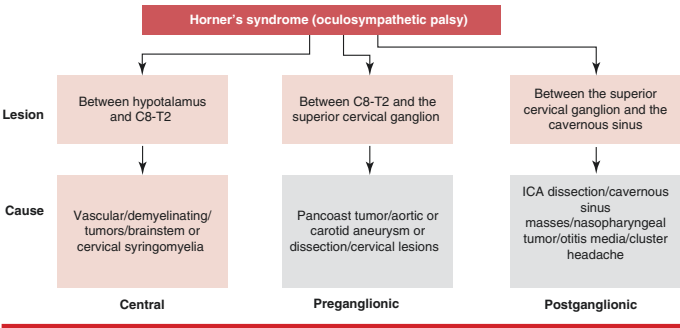 Horner's syndrome (oculosympathetic palsy)
Lesion
Between hypotalamus
and C8-T2
Between C8-T2 and the
superior cervical ganglion
Between the superior
cervical ganglion and the
cavernous sinus
Cause
Vascular/demyelinating/
tumors/brainstem or
cervical syringomyelia
Pancoast tumor/aortic or
carotid aneurysm or
dissection/cervical lesions
ICA dissection/cavernous
sinus
masses/nasopharyngeal
tumor/otitis media/cluster
headache
Central
Preganglionic
Postganglionic